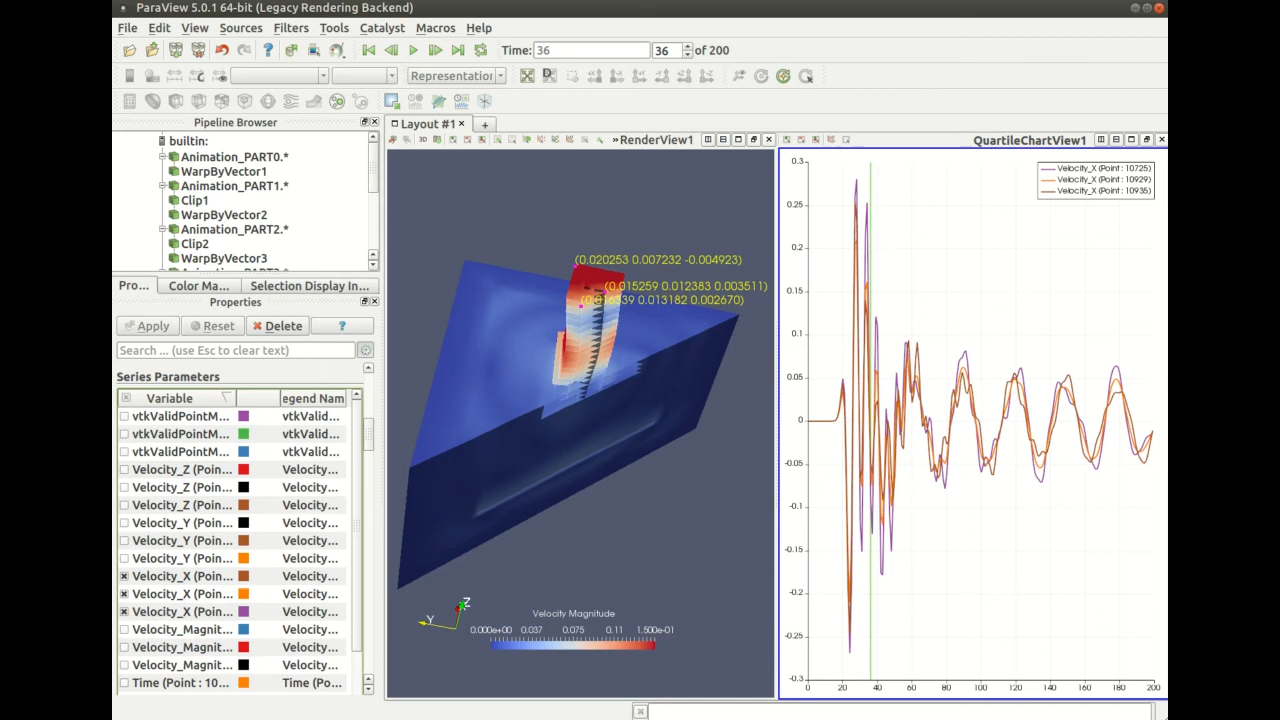 ParaView 5.0.1 64-bit (Legacy Rendering Backend)
File Edit View Sources Filters Tools Catalyst Macros Help
Time: 36 36 of 200
Representation
Pipeline Browser
builtin:
Animation_PART0.*
WarpByVector1
Animation_PART1.*
Clip1
WarpByVector2
Animation_PART2.*
Clip2
WarpByVector3
Pro... Color Ma... Selection Display In...
Properties
Apply Reset Delete ?
Search ... (use Esc to clear text)
Series Parameters
Variable egend Nam
vtkValidPointM... vtkValid...
vtkValidPointM... vtkValid...
vtkValidPointM... vtkValid...
Velocity_Z (Poin... Velocity...
Velocity_Z (Poin... Velocity...
Velocity_Z (Poin... Velocity...
Velocity_Y (Poin... Velocity...
Velocity_Y (Poin... Velocity...
Velocity_Y (Poin... Velocity...
Velocity_X (Poin... Velocity...
Velocity_X (Poin... Velocity...
Velocity_X (Poin... Velocity...
Velocity_Magnit... Velocity...
Velocity_Magnit... Velocity...
Velocity_Magnit... Velocity...
Time (Point : 10... Time (Po...
Layout #1
3D » RenderView1
(0.020253 0.007232 -0.004923)
(0.015259 0.012383 0.003511)
0.013182 0.002670)
Z
Y
Velocity Magnitude
0.000e+00 0.037 0.075 0.11 1.500e-01
QuartileChartView1
Velocity_X (Point : 10725)
Velocity_X (Point : 10929)
Velocity_X (Point : 10935)
0.3
0.25
0.2
0.15
0.1
0.05
0
-0.05
-0.1
-0.15
-0.2
-0.25
-0.3
0 20 40 60 80 100 120 140 160 180 200